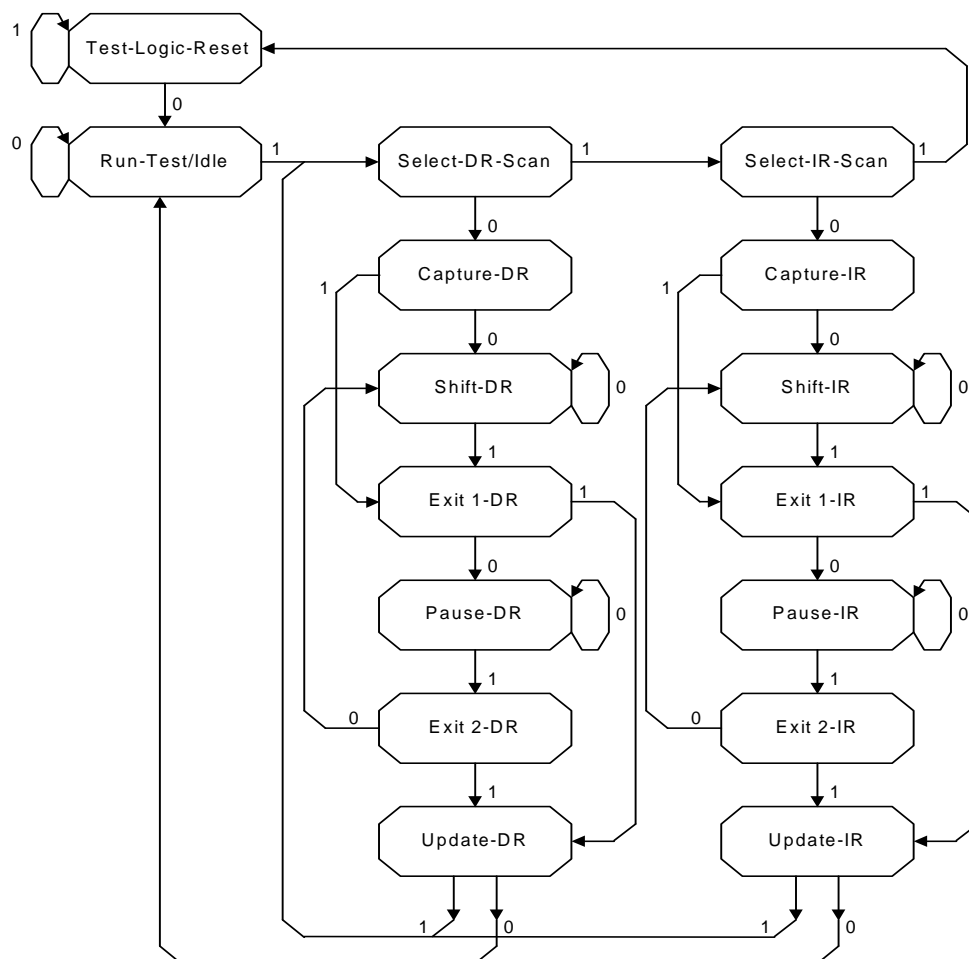 1
Test-Logic-Reset
0
0
Run-Test/Idle
1
Select-DR-Scan
1
Select-IR-Scan
1
0
0
Capture-DR
Capture-IR
1
1
0
0
Shift-DR
0
Shift-IR
0
1
1
Exit 1-DR
1
Exit 1-IR
1
0
0
Pause-DR
0
Pause-IR
0
1
1
Exit 2-DR
Exit 2-IR
0
0
1
1
Update-DR
Update-IR
1
0
1
0